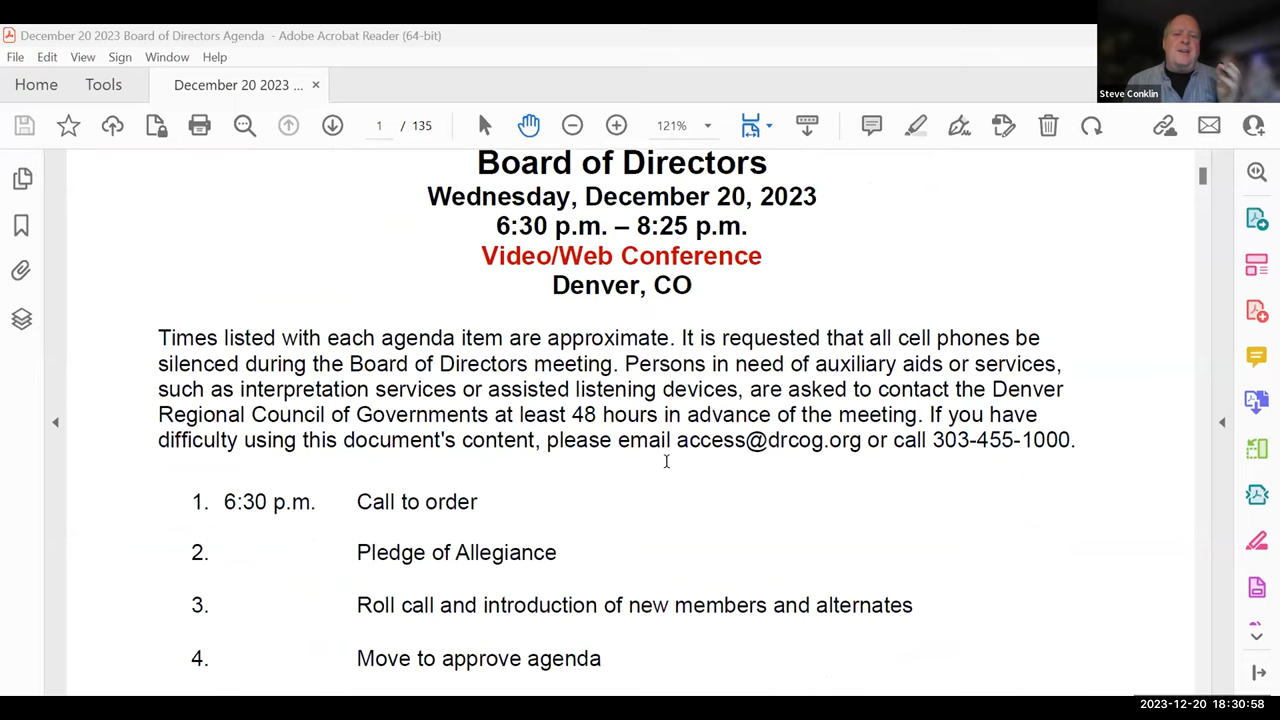 December 20 2023 Board of Directors Agenda - Adobe Acrobat Reader (64-bit)
File Edit View Sign Window Help
Home Tools December 20 2023 ... ×
1 / 135 121%
Steve Conklin
Board of Directors
Wednesday, December 20, 2023
6:30 p.m. – 8:25 p.m.
Video/Web Conference
Denver, CO
Times listed with each agenda item are approximate. It is requested that all cell phones be
silenced during the Board of Directors meeting. Persons in need of auxiliary aids or services,
such as interpretation services or assisted listening devices, are asked to contact the Denver
Regional Council of Governments at least 48 hours in advance of the meeting. If you have
difficulty using this document's content, please email access@drcog.org or call 303-455-1000.
1. 6:30 p.m. Call to order
2. Pledge of Allegiance
3. Roll call and introduction of new members and alternates
4. Move to approve agenda
2023-12-20 18:30:58